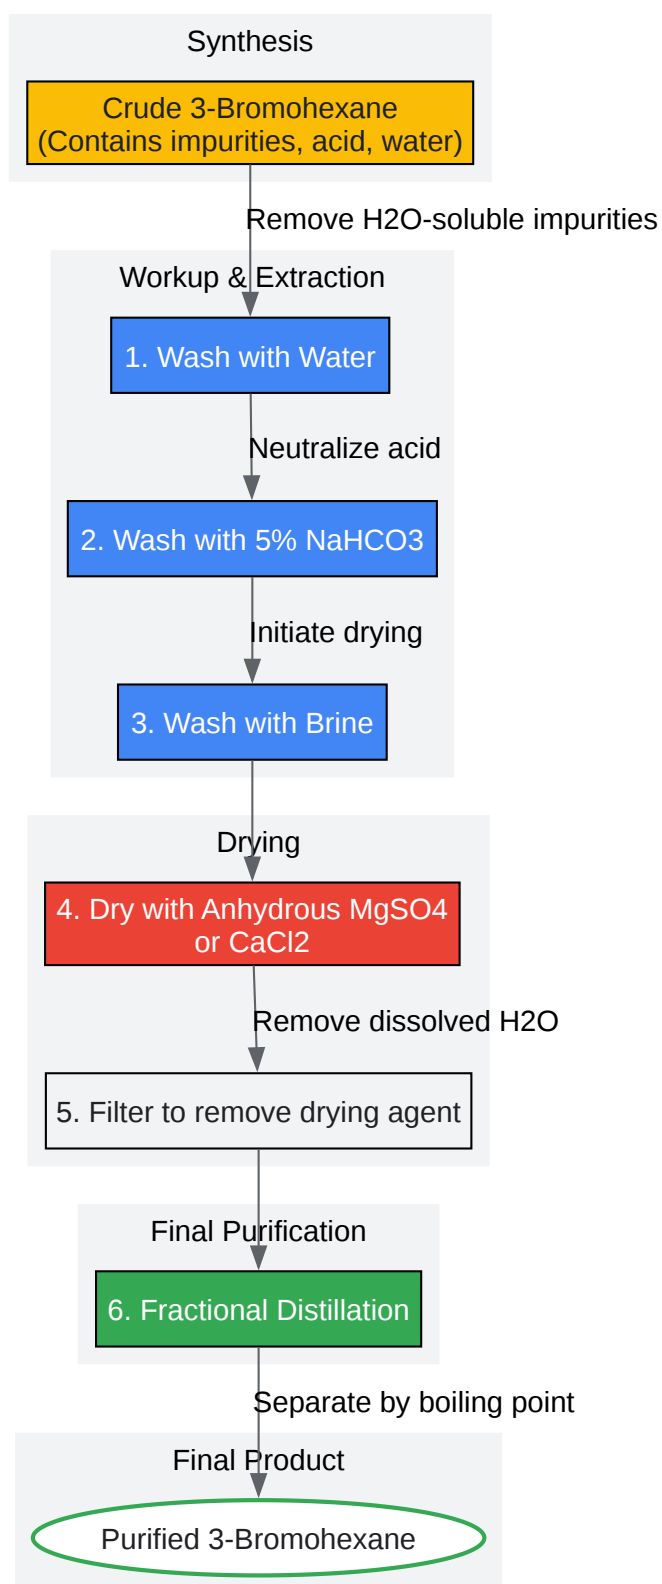 Synthesis
Crude 3-Bromohexane
(Contains impurities, acid, water)
Remove H2O-soluble impurities
Workup & Extraction
1. Wash with Water
Neutralize acid
2. Wash with 5% NaHCO3
Initiate drying
3. Wash with Brine
Drying
4. Dry with Anhydrous MgSO4
or CaCl2
Remove dissolved H2O
5. Filter to remove drying agent
Final Purification
6. Fractional Distillation
Separate by boiling point
Final Product
Purified 3-Bromohexane